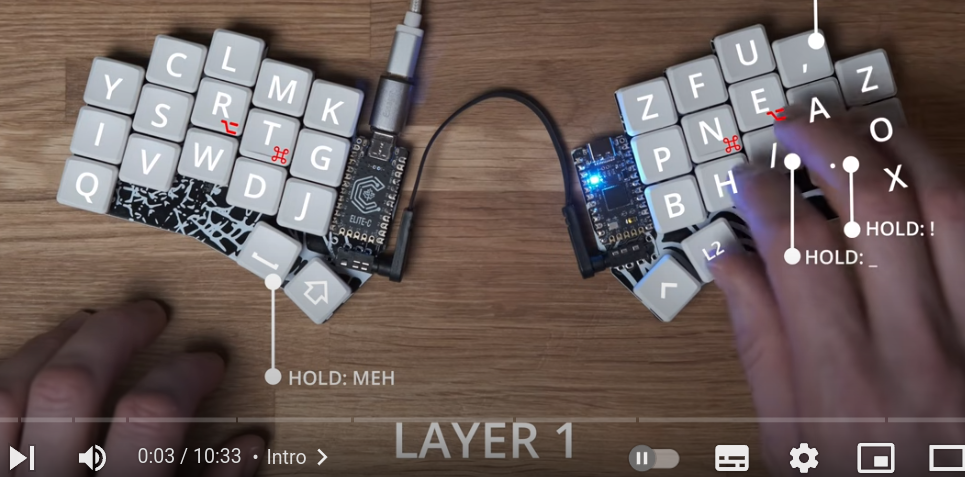 Y C L M K
I S R T G
Q V W D J
ELITE-C
Z F U , Z
P N E A O
B H / . X
L2
HOLD: !
HOLD: _
HOLD: MEH
LAYER 1
0:03 / 10:33 • Intro